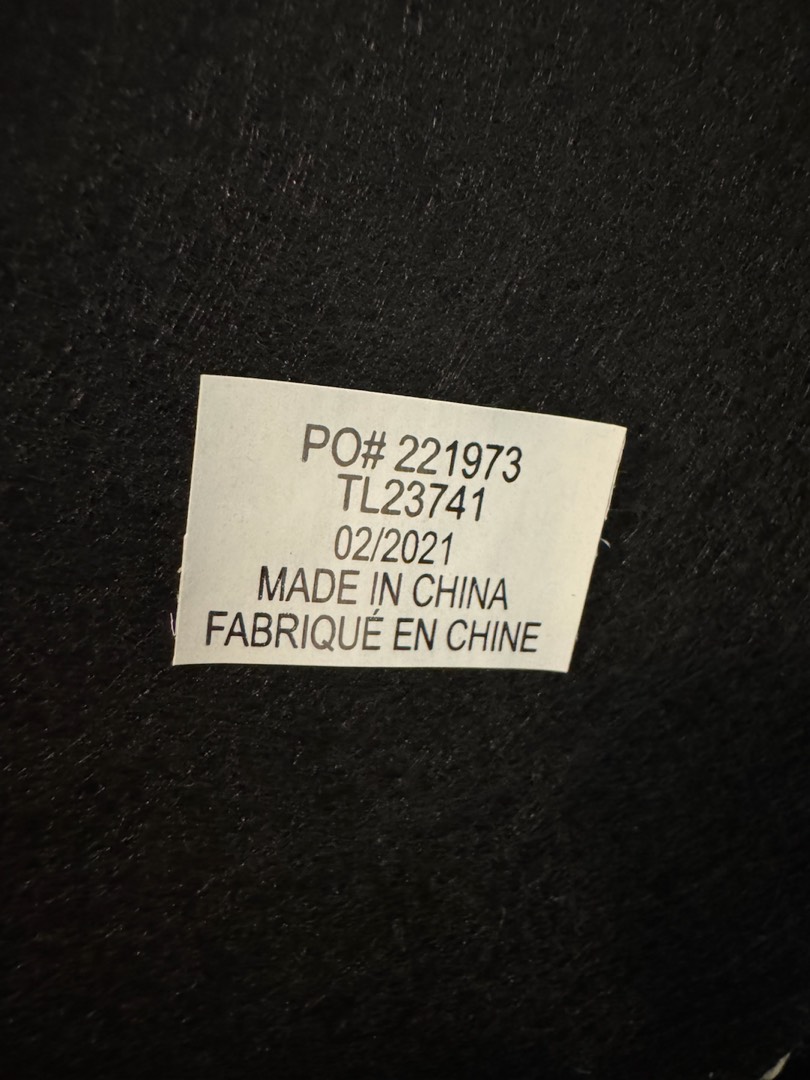 PO# 221973
TL23741
02/2021
MADE IN CHINA
FABRIQUÉ EN CHINE